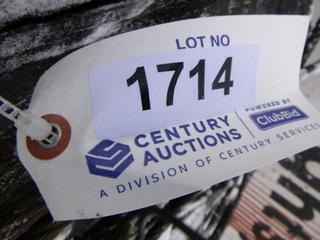 LOT NO
1714
CENTURY
AUCTIONS
POWERED BY
ClubBid
A DIVISION OF CENTURY SERVICES